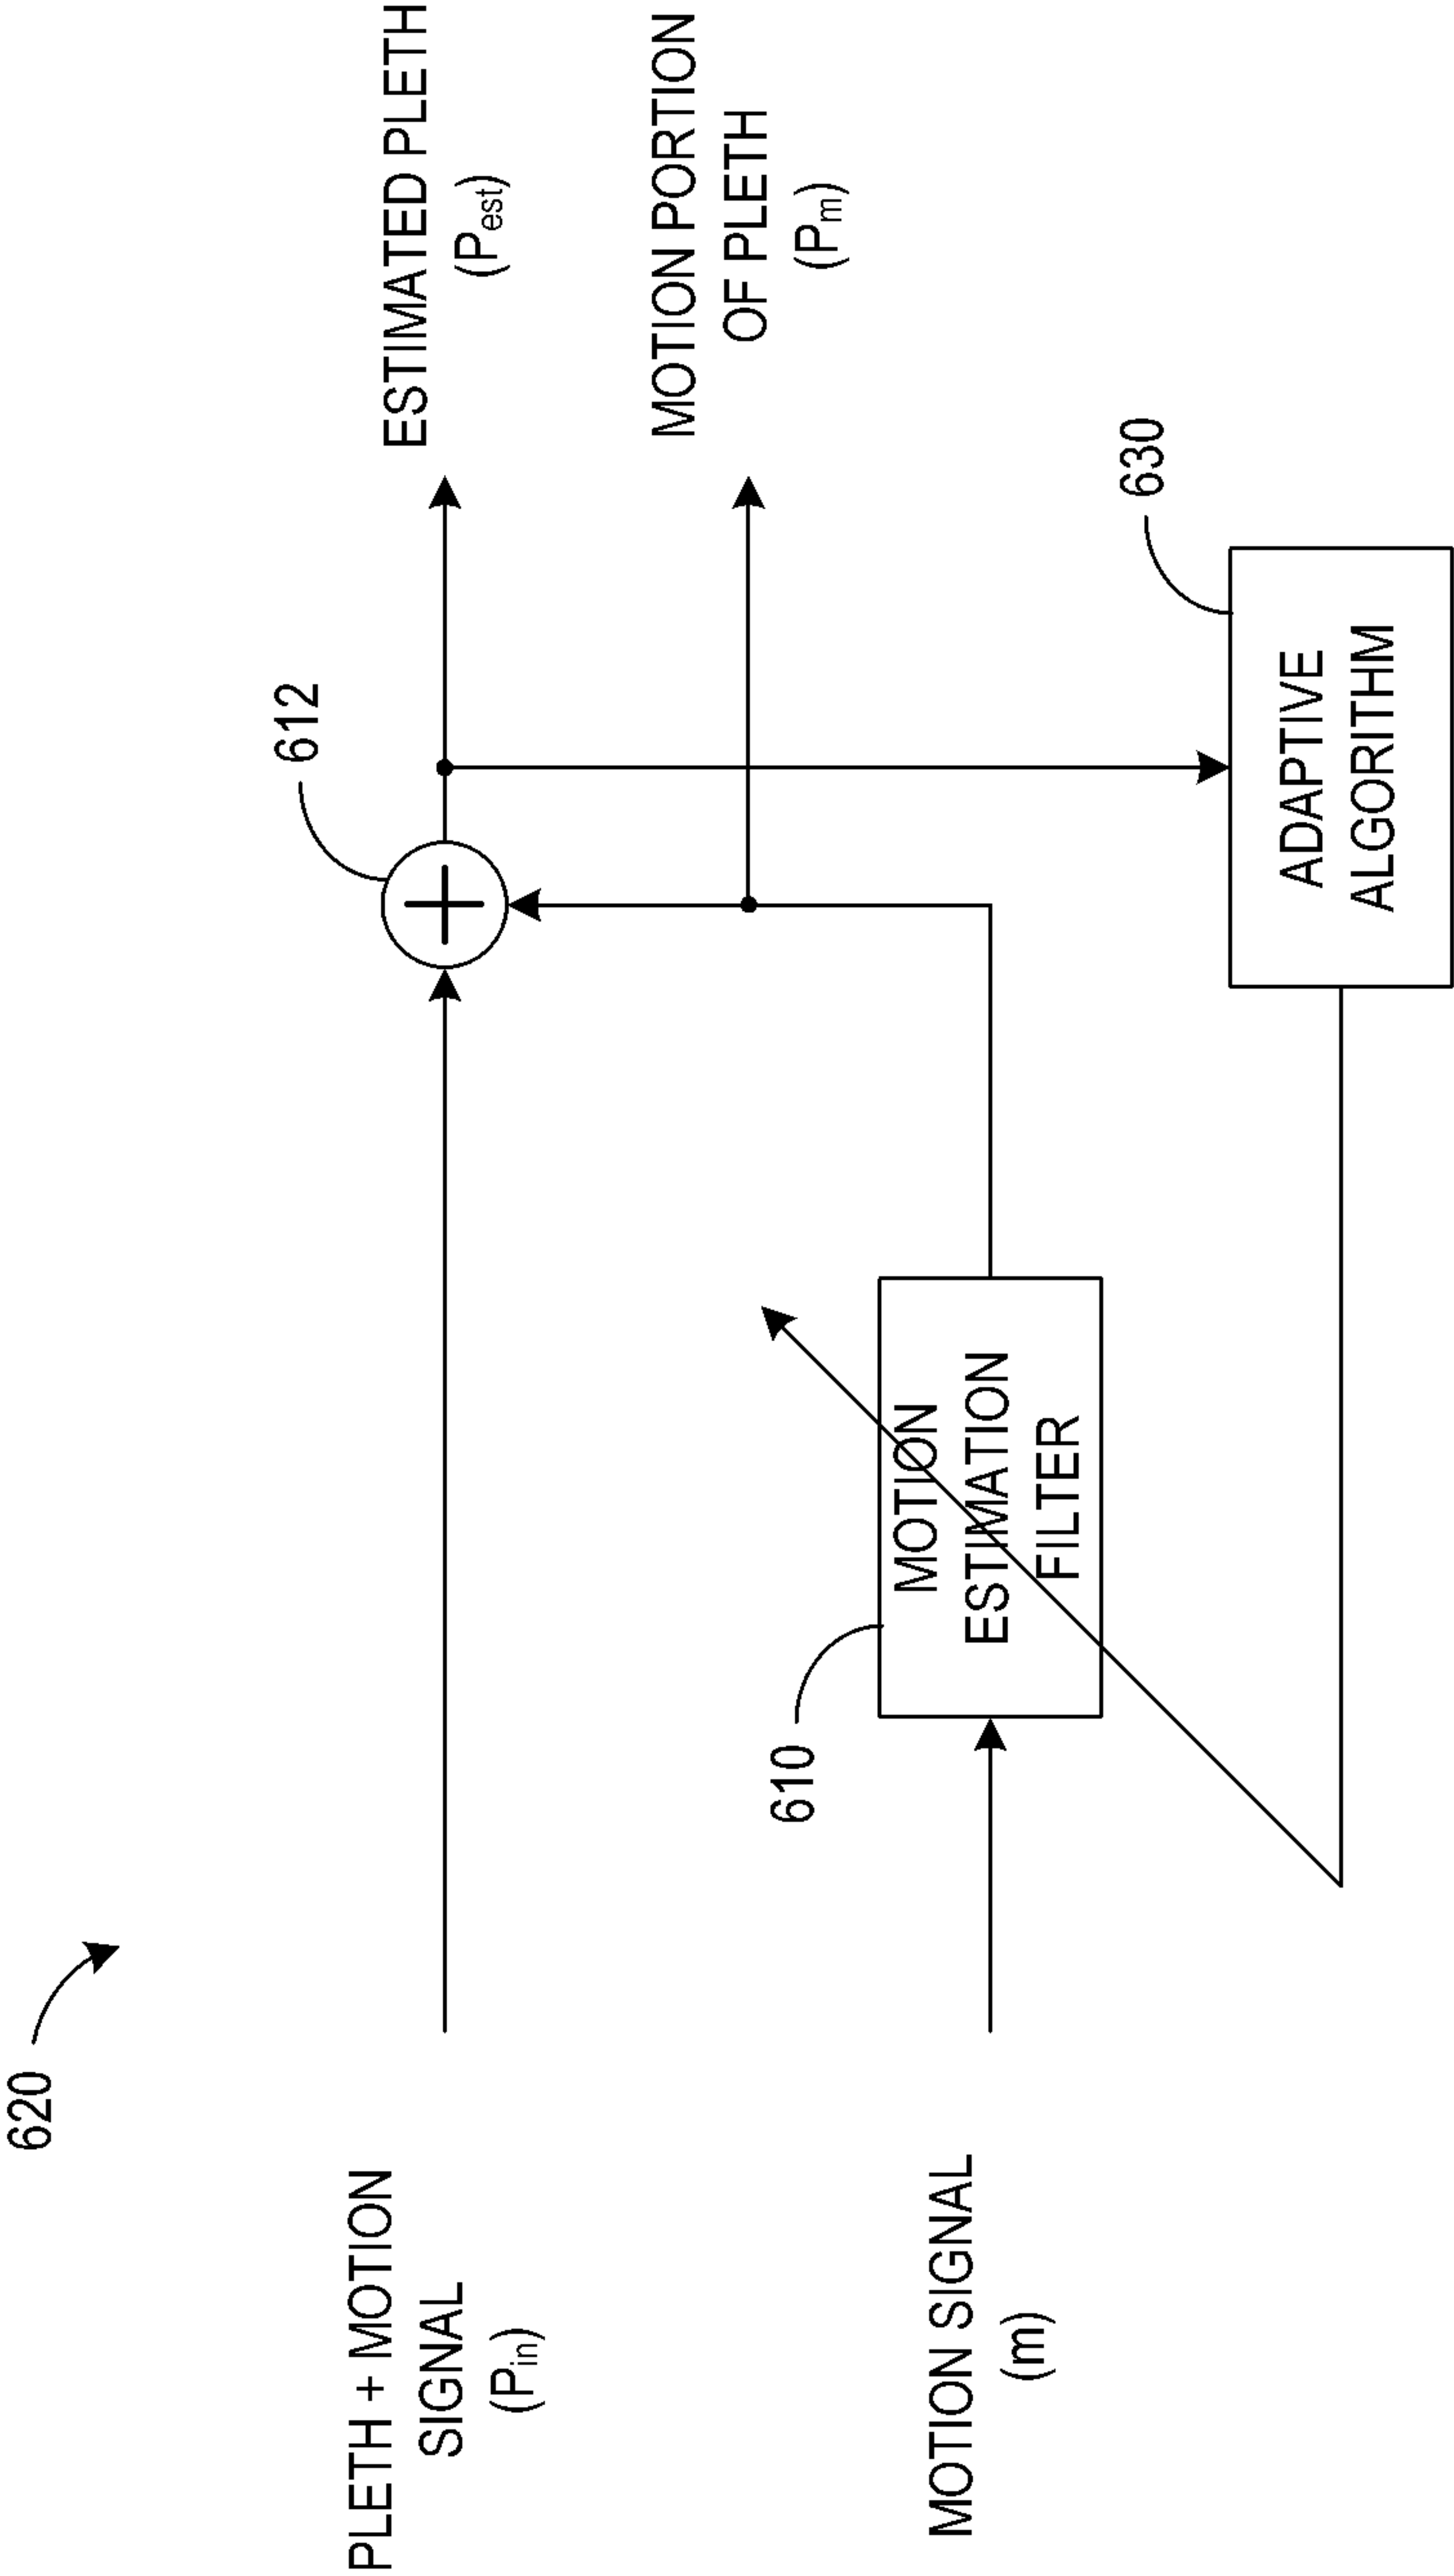 620
PLETH + MOTION
SIGNAL
(Pin)
612
ESTIMATED PLETH
(Pest)
MOTION PORTION
OF PLETH
(Pm)
MOTION SIGNAL
(m)
610
MOTION
ESTIMATION
FILTER
630
ADAPTIVE
ALGORITHM